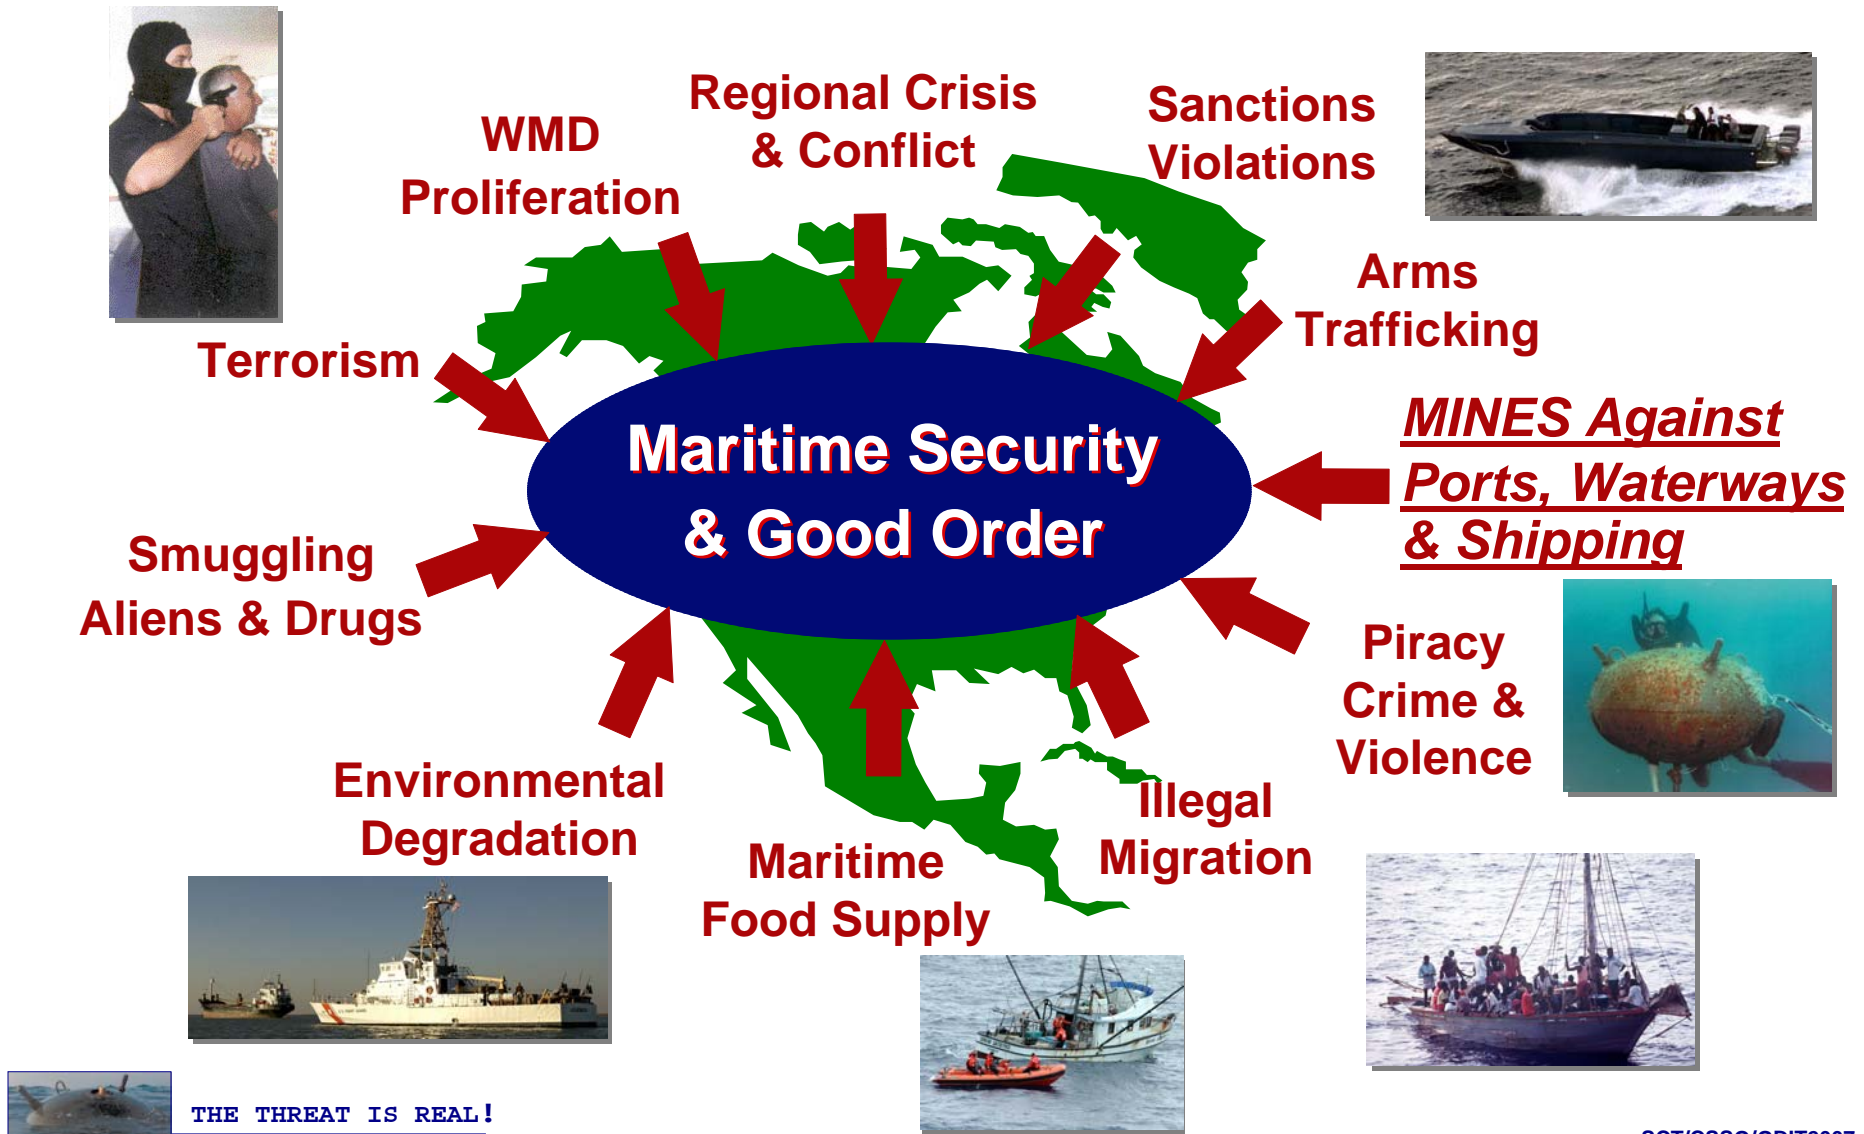 Regional Crisis
& Conflict
Sanctions
Violations
WMD
Proliferation
Arms
Trafficking
Terrorism
MINES Against
Ports, Waterways
& Shipping
Maritime Security
& Good Order
Smuggling
Aliens & Drugs
Piracy
Crime &
Violence
Environmental
Degradation
Illegal
Migration
Maritime
Food Supply
THE THREAT IS REAL!